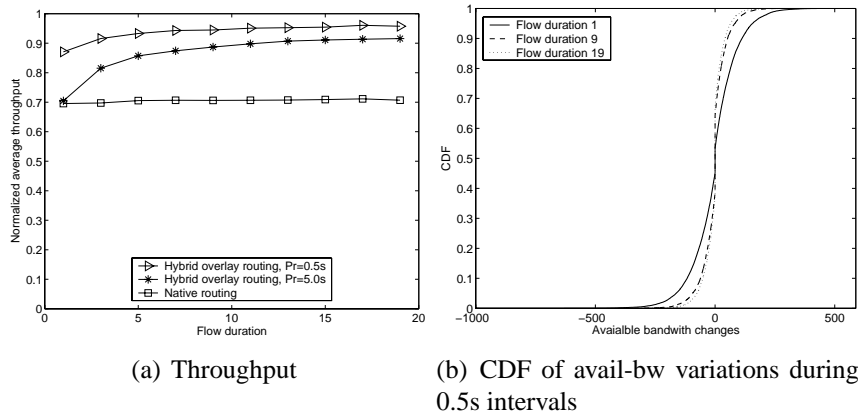 1
0.9
0.8
0.7
0.6
0.5
0.4
0.3
0.2
0.1
0
Normalized average throughput
Hybrid overlay routing, Pr=0.5s
Hybrid overlay routing, Pr=5.0s
Native routing
0 5 10 15 20
Flow duration
(a) Throughput
1
0.9
0.8
0.7
0.6
0.5
0.4
0.3
0.2
0.1
0
CDF
Flow duration 1
Flow duration 9
Flow duration 19
−1000 −500 0 500
Avaialble bandwith changes
(b) CDF of avail-bw variations during
0.5s intervals